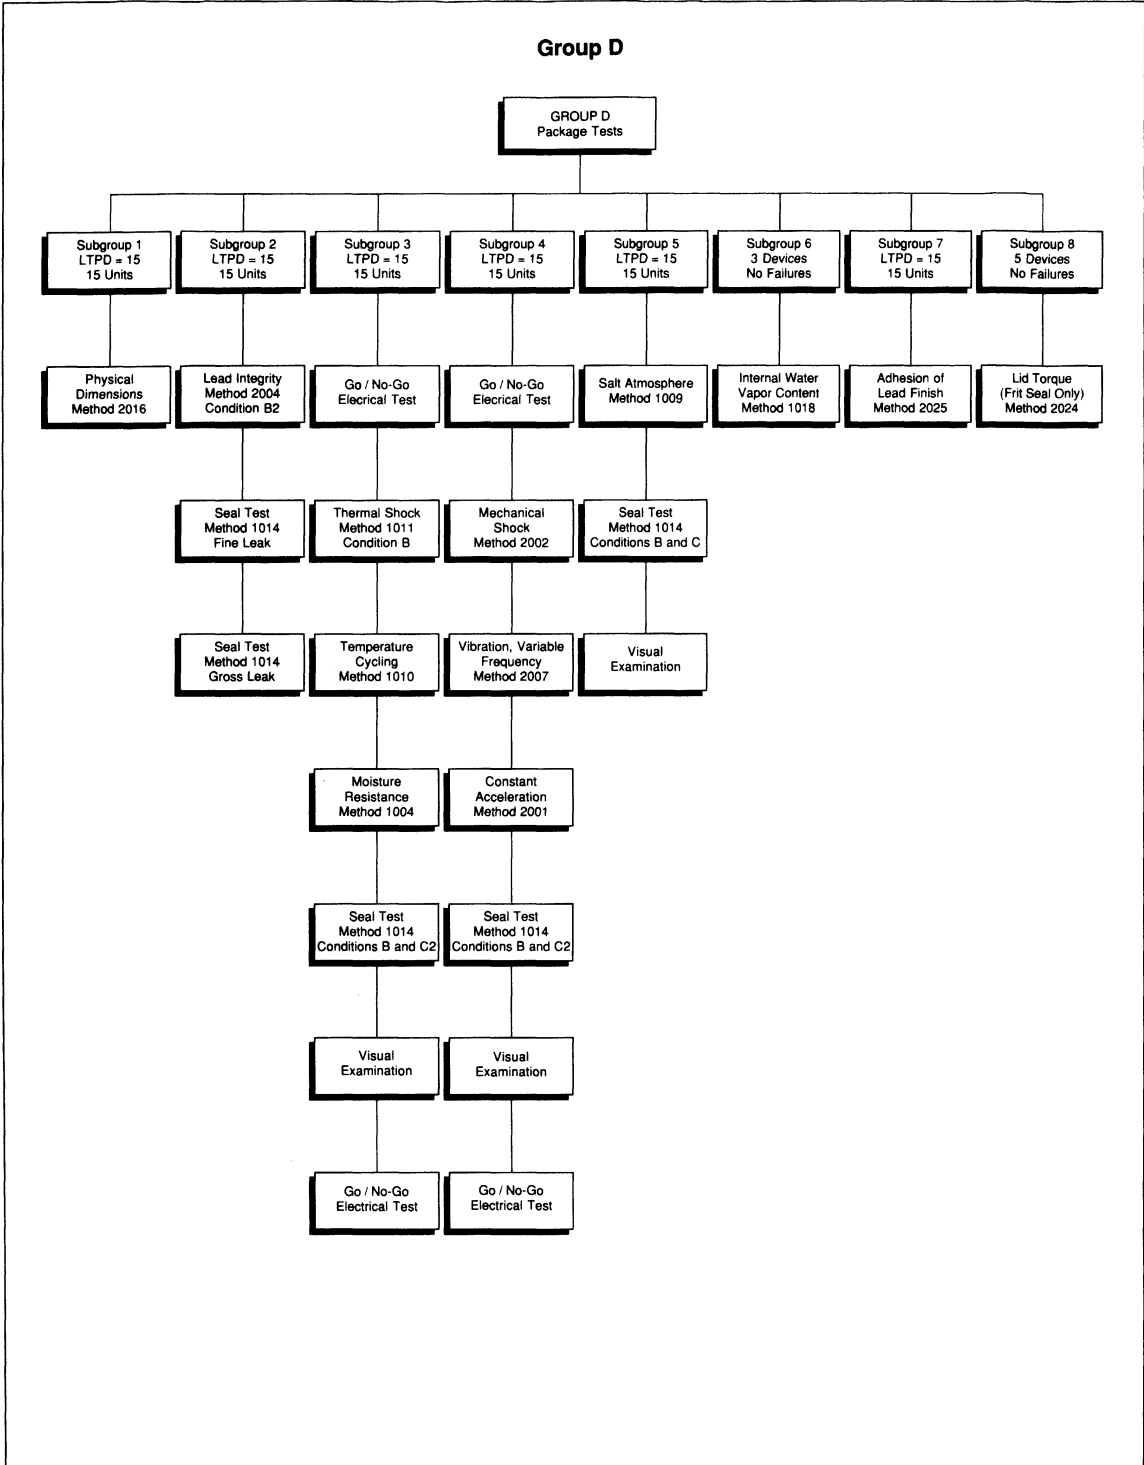 Group D
GROUP D
Package Tests
Subgroup 1
LTPD = 15
15 Units
Subgroup 2
LTPD = 15
15 Units
Subgroup 3
LTPD = 15
15 Units
Subgroup 4
LTPD = 15
15 Units
Subgroup 5
LTPD = 15
15 Units
Subgroup 6
3 Devices
No Failures
Subgroup 7
LTPD = 15
15 Units
Subgroup 8
5 Devices
No Failures
Physical
Dimensions
Method 2016
Lead Integrity
Method 2004
Condition B2
Go / No-Go
Elecrical Test
Go / No-Go
Elecrical Test
Salt Atmosphere
Method 1009
Internal Water
Vapor Content
Method 1018
Adhesion of
Lead Finish
Method 2025
Lid Torque
(Frit Seal Only)
Method 2024
Seal Test
Method 1014
Fine Leak
Thermal Shock
Method 1011
Condition B
Mechanical
Shock
Method 2002
Seal Test
Method 1014
Conditions B and C
Seal Test
Method 1014
Gross Leak
Temperature
Cycling
Method 1010
Vibration, Variable
Frequency
Method 2007
Visual
Examination
Moisture
Resistance
Method 1004
Constant
Acceleration
Method 2001
Seal Test
Method 1014
Conditions B and C2
Seal Test
Method 1014
Conditions B and C2
Visual
Examination
Visual
Examination
Go / No-Go
Electrical Test
Go / No-Go
Electrical Test